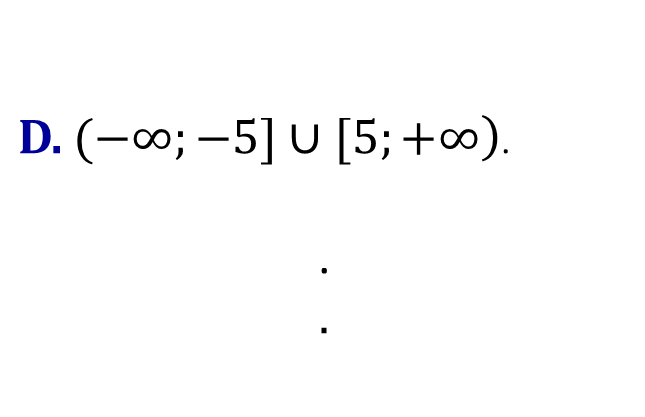 D. (−∞; −5] ∪ [5; +∞).
.
.